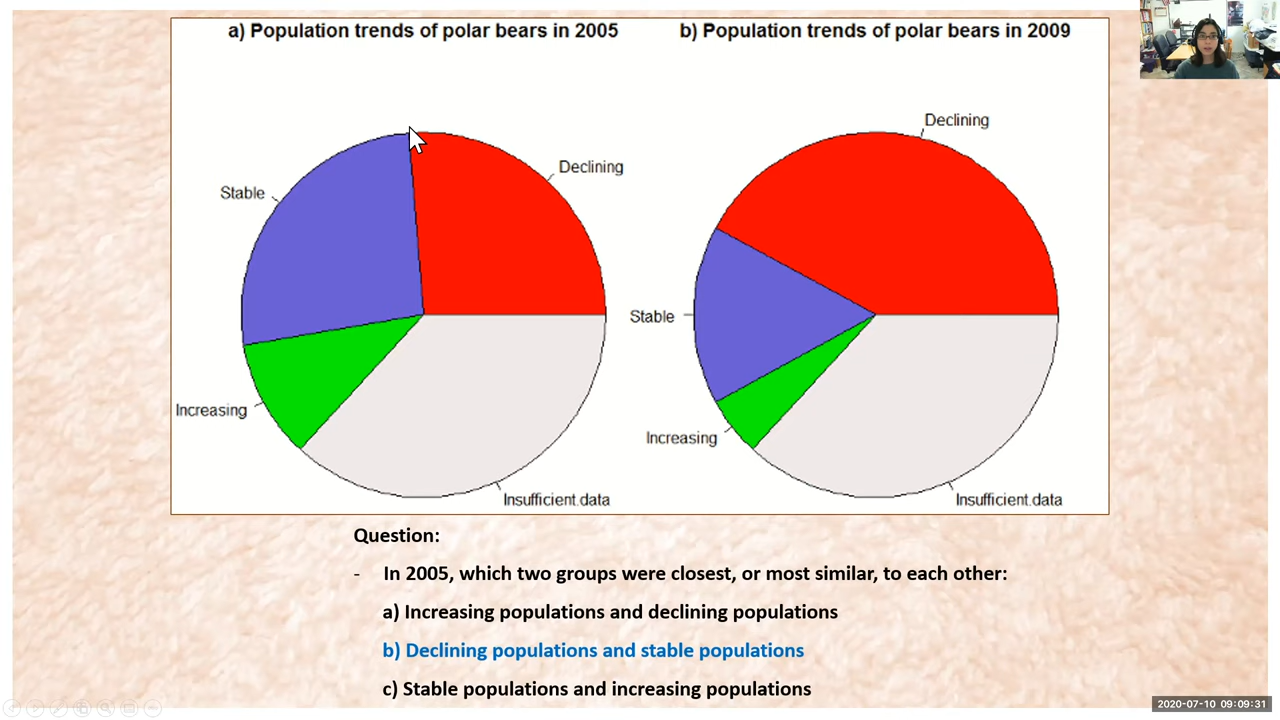 a) Population trends of polar bears in 2005
b) Population trends of polar bears in 2009
Declining
Stable
Increasing
Insufficient.data
Declining
Stable
Increasing
Insufficient.data
Question:
- In 2005, which two groups were closest, or most similar, to each other:
a) Increasing populations and declining populations
b) Declining populations and stable populations
c) Stable populations and increasing populations
2020-07-10 09:09:31